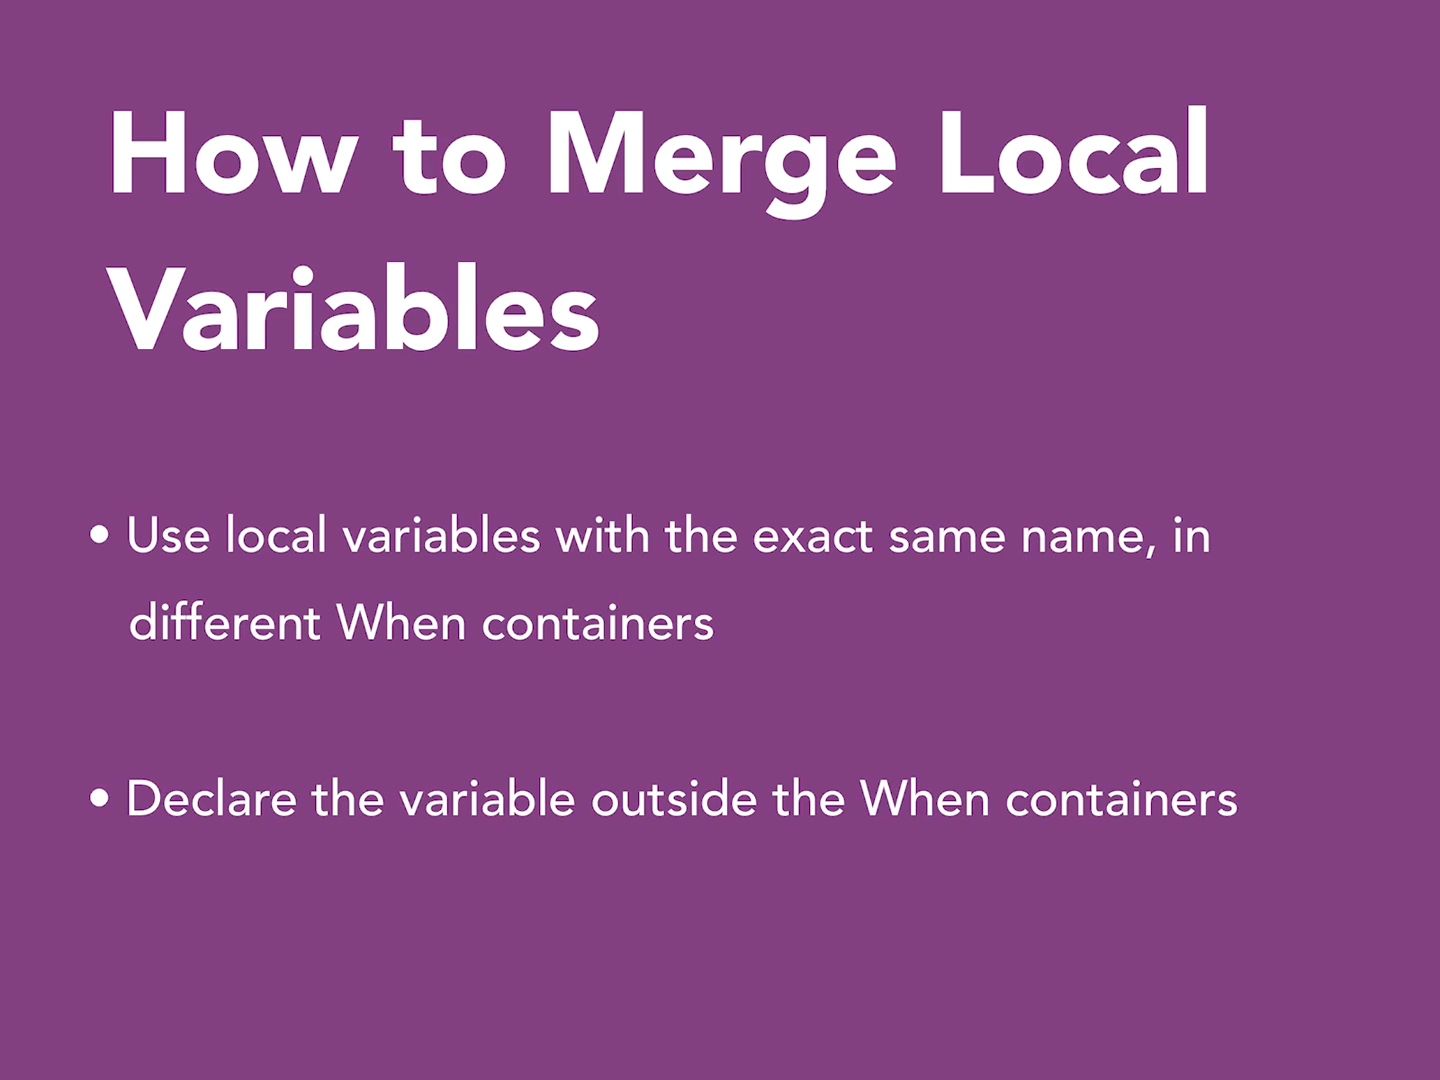 How to Merge Local
Variables
• Use local variables with the exact same name, in
different When containers
• Declare the variable outside the When containers